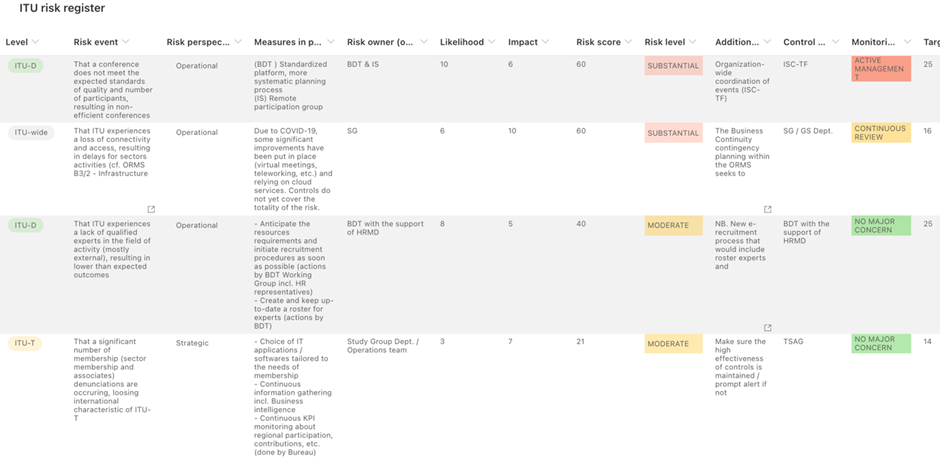 ITU risk register
Level Risk event Risk perspec... Measures in p... Risk owner (o... Likelihood Impact Risk score Risk level Addition... Control ... Monitori... Targ
ITU-D
That a conference
does not meet the
expected standards
of quality and number
of participants,
resulting in non-
efficient conferences
Operational
(BDT ) Standardized
platform, more
systematic planning
process
(IS) Remote
participation group
BDT & IS
10
6
60
SUBSTANTIAL
Organization-
wide
coordination of
events (ISC-
TF)
ISC-TF
ACTIVE
MANAGEMEN
T
25
ITU-wide
That ITU experiences
a loss of connectivity
and access, resulting
in delays for sectors
activities (cf. ORMS
B3/2 - Infrastructure
Operational
Due to COVID-19,
some significant
improvements have
been put in place
(virtual meetings,
teleworking, etc.) and
relying on cloud
services. Controls do
not yet cover the
totality of the risk.
SG
6
10
60
SUBSTANTIAL
The Business
Continuity
contingency
planning within
the ORMS
seeks to
SG / GS Dept.
CONTINUOUS
REVIEW
16
ITU-D
That ITU experiences
a lack of qualified
experts in the field of
activity (mostly
external), resulting in
lower than expected
outcomes
Operational
- Anticipate the
resources
requirements and
initiate recruitment
procedures as soon
as possible (actions
by BDT Working
Group incl. HR
representatives)
- Create and keep up-
to-date a roster for
experts (actions by
BDT)
BDT with the support
of HRMD
8
5
40
MODERATE
NB. New e-
recruitment
process that
would include
roster experts
and
BDT with the
support of
HRMD
NO MAJOR
CONCERN
25
ITU-T
That a significant
number of
membership (sector
membership and
associates)
denunciations are
occruring, loosing
international
characteristic of ITU-
T
Strategic
- Choice of IT
applications /
softwares tailored to
the needs of
membership
- Continuous
information gathering
incl. Business
intelligence
- Continuous KPI
monitoring about
regional participation,
contributions, etc.
(done by Bureau)
Study Group Dept. /
Operations team
3
7
21
MODERATE
Make sure the
high
effectiveness
of controls is
maintained /
prompt alert if
not
TSAG
NO MAJOR
CONCERN
14